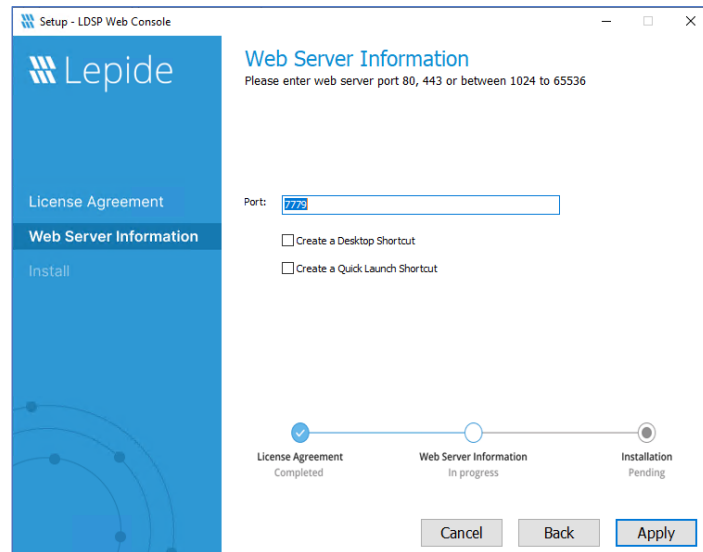 Setup - LDSP Web Console
Lepide
Web Server Information
Please enter web server port 80, 443 or between 1024 to 65536
License Agreement
Web Server Information
Install
Port: 7779
Create a Desktop Shortcut
Create a Quick Launch Shortcut
License Agreement Web Server Information Installation
Completed In progress Pending
Cancel Back Apply